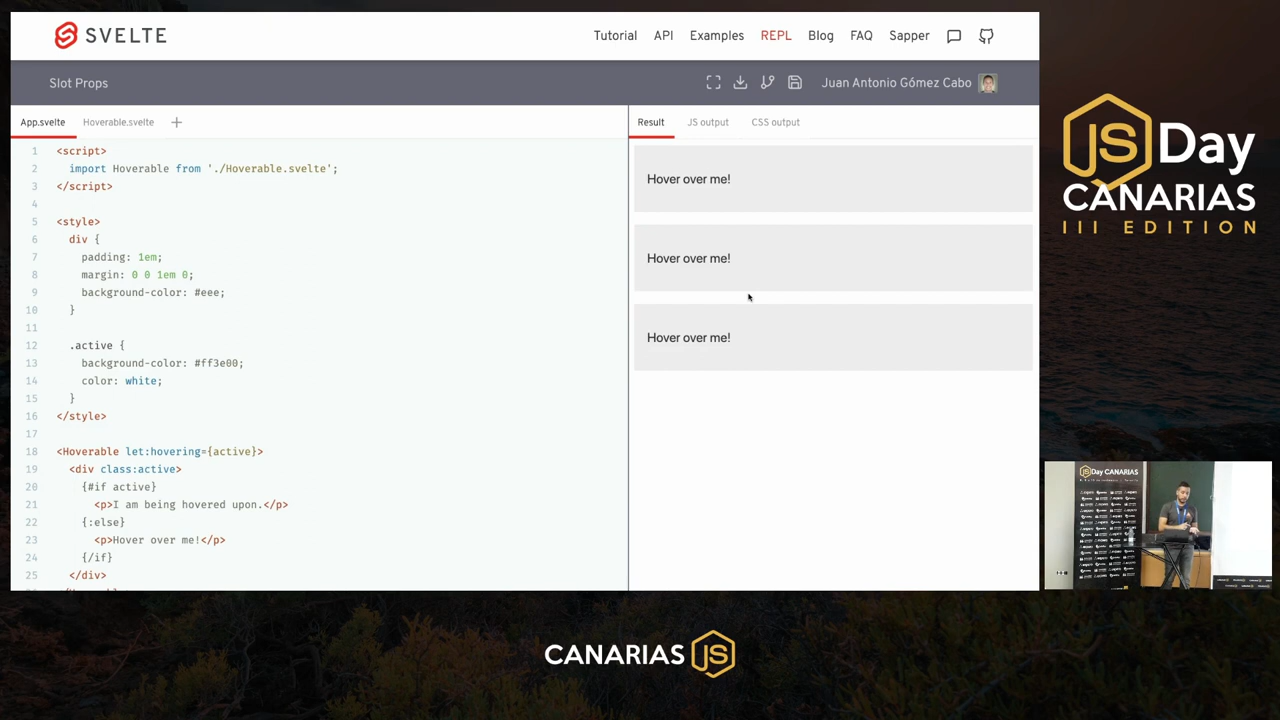 SVELTE
Tutorial API Examples REPL Blog FAQ Sapper
Slot Props
Juan Antonio Gómez Cabo
App.svelte Hoverable.svelte +
1 <script>
2 import Hoverable from './Hoverable.svelte';
3 </script>
4
5 <style>
6 div {
7 padding: 1em;
8 margin: 0 0 1em 0;
9 background-color: #eee;
10 }
11
12 .active {
13 background-color: #ff3e00;
14 color: white;
15 }
16 </style>
17
18 <Hoverable let:hovering={active}>
19 <div class:active>
20 {#if active}
21 <p>I am being hovered upon.</p>
22 {:else}
23 <p>Hover over me!</p>
24 {/if}
25 </div>
Result JS output CSS output
Hover over me!
Hover over me!
Hover over me!
JS Day
CANARIAS
III EDITION
JSDay CANARIAS
CANARIAS JS